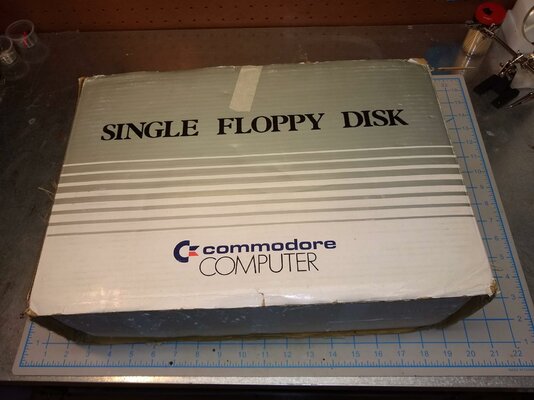 SINGLE FLOPPY DISK
commodore
COMPUTER